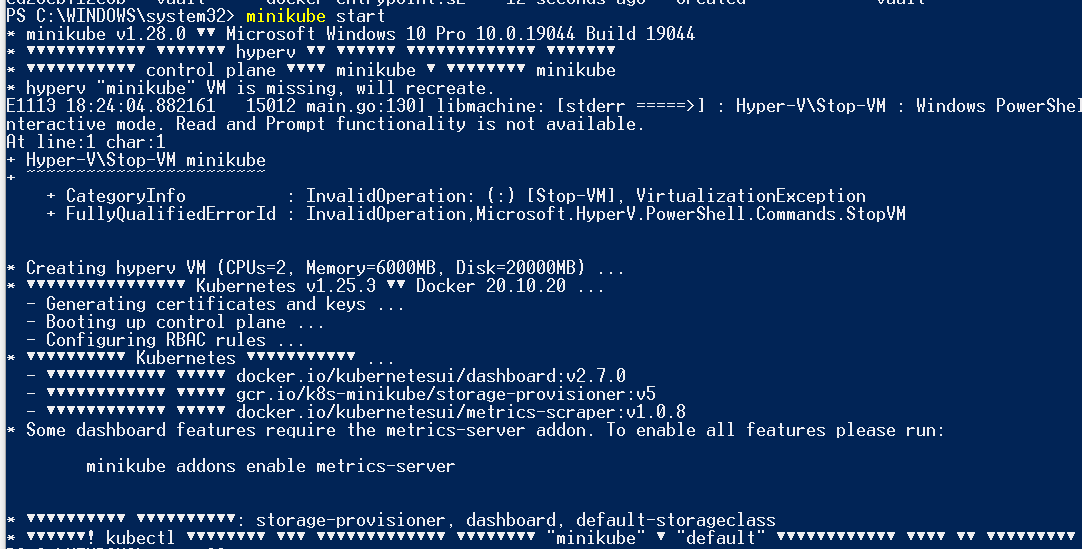 PS C:\WINDOWS\system32> minikube start
* minikube v1.28.0 ▼▼ Microsoft Windows 10 Pro 10.0.19044 Build 19044
* ▼▼▼▼▼▼▼▼▼▼▼▼ ▼▼▼▼▼▼▼ hyperv ▼▼ ▼▼▼▼▼▼ ▼▼▼▼▼▼▼▼▼▼▼▼▼ ▼▼▼▼▼▼▼
* ▼▼▼▼▼▼▼▼▼▼▼ control plane ▼▼▼▼ minikube ▼ ▼▼▼▼▼▼▼▼ minikube
* hyperv "minikube" VM is missing, will recreate.
E1113 18:24:04.882161   15012 main.go:130] libmachine: [stderr =====>] : Hyper-V\Stop-VM : Windows PowerShel
nteractive mode. Read and Prompt functionality is not available.
At line:1 char:1
+ Hyper-V\Stop-VM minikube
+ ~~~~~~~~~~~~~~~~~~~~~~~~
    + CategoryInfo          : InvalidOperation: (:) [Stop-VM], VirtualizationException
    + FullyQualifiedErrorId : InvalidOperation,Microsoft.HyperV.PowerShell.Commands.StopVM
* Creating hyperv VM (CPUs=2, Memory=6000MB, Disk=20000MB) ...
* ▼▼▼▼▼▼▼▼▼▼▼▼▼▼▼▼ Kubernetes v1.25.3 ▼▼ Docker 20.10.20 ...
  - Generating certificates and keys ...
  - Booting up control plane ...
  - Configuring RBAC rules ...
* ▼▼▼▼▼▼▼▼▼▼ Kubernetes ▼▼▼▼▼▼▼▼▼▼▼ ...
  - ▼▼▼▼▼▼▼▼▼▼▼▼ ▼▼▼▼▼ docker.io/kubernetesui/dashboard:v2.7.0
  - ▼▼▼▼▼▼▼▼▼▼▼▼ ▼▼▼▼▼ gcr.io/k8s-minikube/storage-provisioner:v5
  - ▼▼▼▼▼▼▼▼▼▼▼▼ ▼▼▼▼▼ docker.io/kubernetesui/metrics-scraper:v1.0.8
* Some dashboard features require the metrics-server addon. To enable all features please run:
        minikube addons enable metrics-server
* ▼▼▼▼▼▼▼▼▼▼ ▼▼▼▼▼▼▼▼▼▼: storage-provisioner, dashboard, default-storageclass
* ▼▼▼▼▼▼! kubectl ▼▼▼▼▼▼▼▼ ▼▼▼ ▼▼▼▼▼▼▼▼▼▼▼▼▼ ▼▼▼▼▼▼▼▼ "minikube" ▼ "default" ▼▼▼▼▼▼▼▼▼▼▼▼ ▼▼▼▼ ▼▼ ▼▼▼▼▼▼▼▼▼